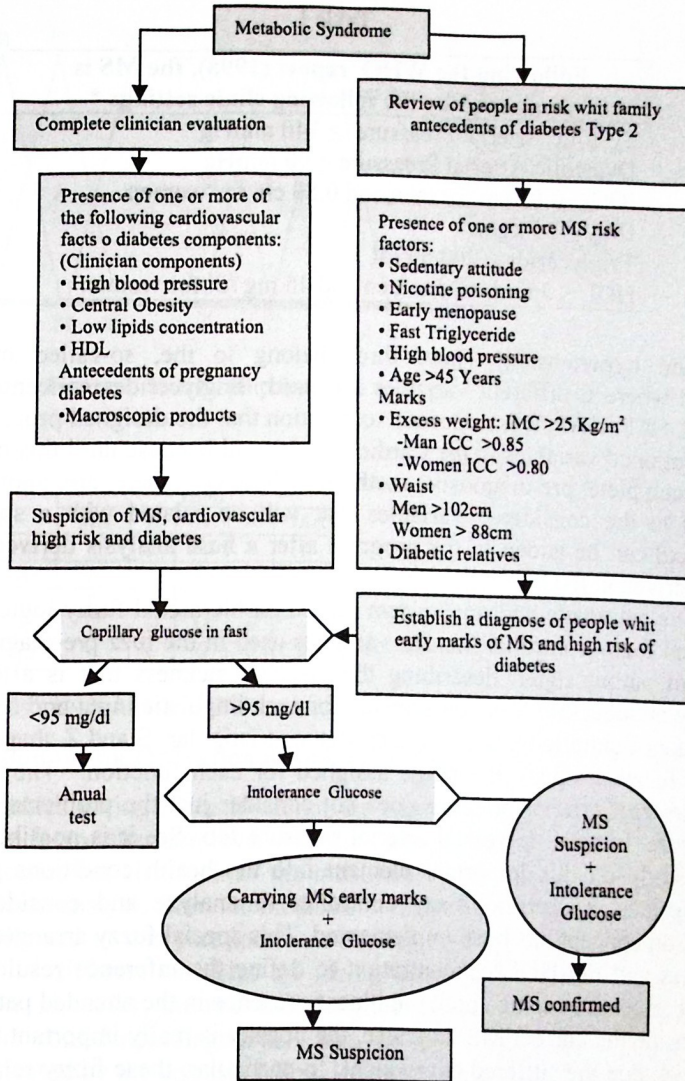 Metabolic Syndrome
Complete clinician evaluation
Review of people in risk whit family
antecedents of diabetes Type 2
Presence of one or more of
the following cardiovascular
facts o diabetes components:
(Clinician components)
• High blood pressure
• Central Obesity
• Low lipids concentration
• HDL
Antecedents of pregnancy
diabetes
•Macroscopic products
Presence of one or more MS risk
factors:
• Sedentary attitude
• Nicotine poisoning
• Early menopause
• Fast Triglyceride
• High blood pressure
• Age >45 Years
Marks
• Excess weight: IMC >25 Kg/m²
-Man ICC >0.85
-Women ICC >0.80
• Waist
Men >102cm
Women > 88cm
• Diabetic relatives
Suspicion of MS, cardiovascular
high risk and diabetes
Capillary glucose in fast
Establish a diagnose of people whit
early marks of MS and high risk of
diabetes
<95 mg/dl
>95 mg/dl
Anual
test
Intolerance Glucose
MS
Suspicion
+
Intolerance
Glucose
Carrying MS early marks
+
Intolerance Glucose
MS confirmed
MS Suspicion